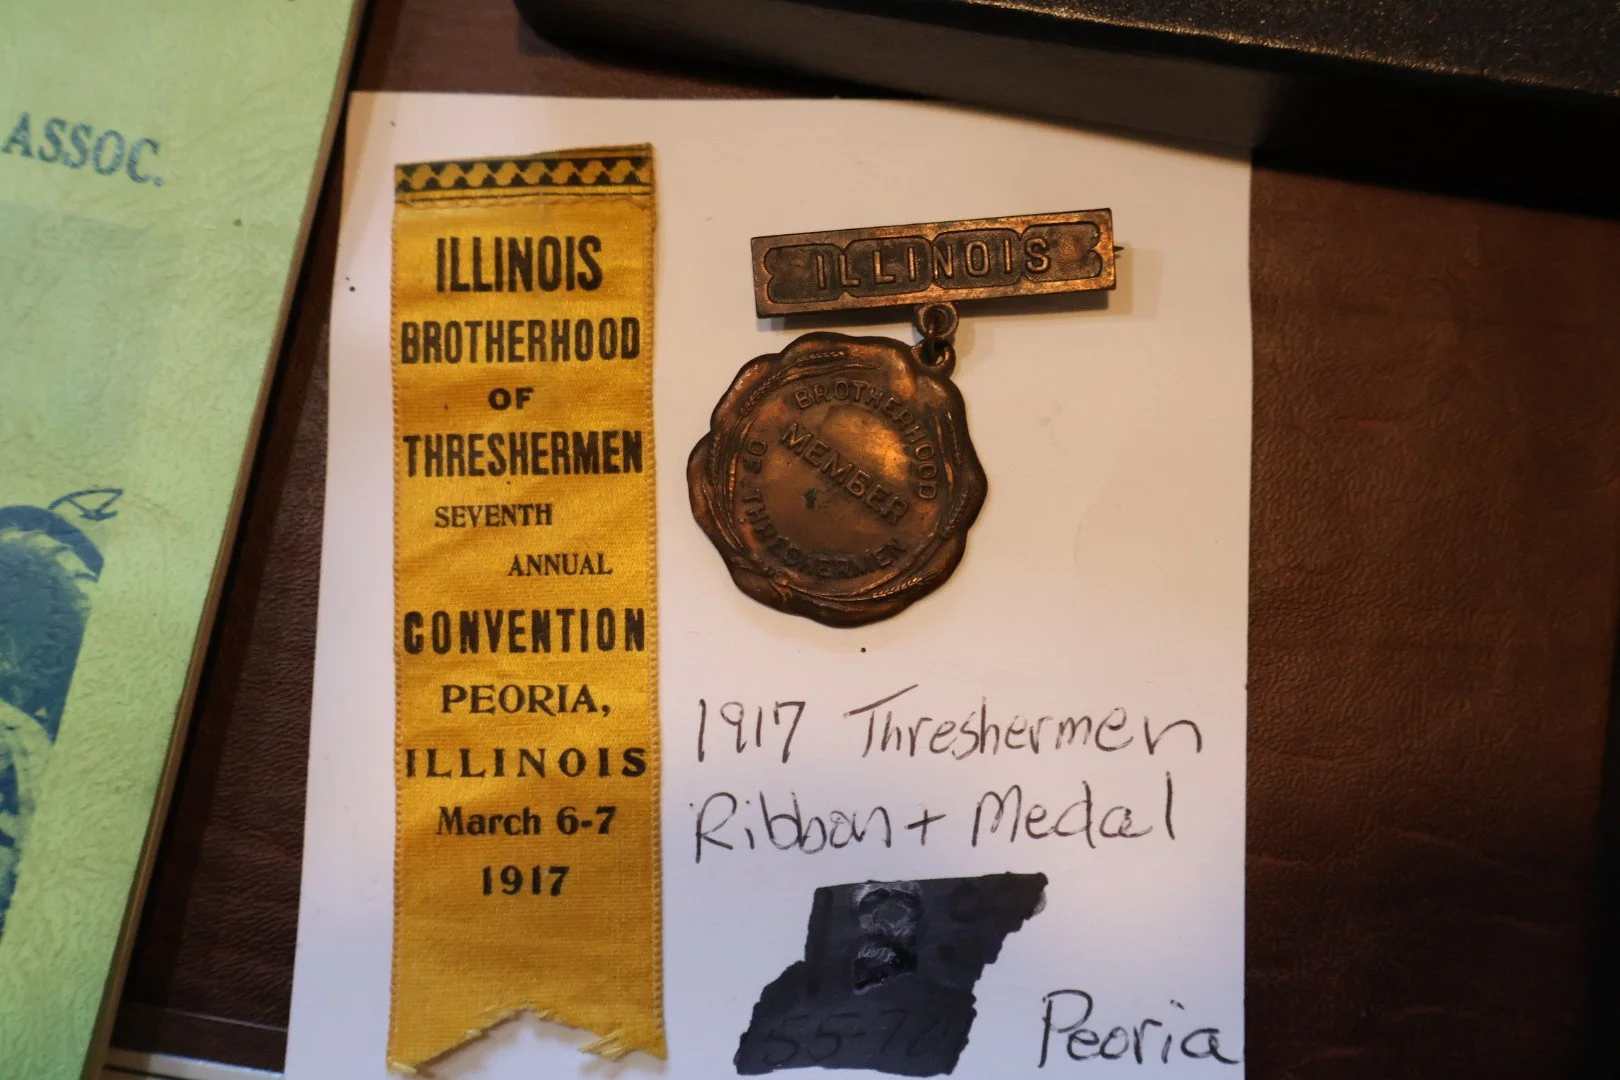 ASSOC.
ILLINOIS
BROTHERHOOD
OF
THRESHERMEN
SEVENTH
ANNUAL
CONVENTION
PEORIA,
ILLINOIS
March 6-7
1917
ILLINOIS
BROTHERHOOD
MEMBER
OF THRESHERMEN
1917 Threshermen
Ribbon + Medal
Peoria